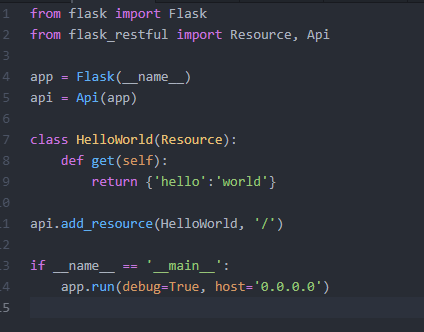 1 from flask import Flask
2 from flask_restful import Resource, Api
3
4 app = Flask(__name__)
5 api = Api(app)
6
7 class HelloWorld(Resource):
8     def get(self):
9         return {'hello':'world'}
10
11 api.add_resource(HelloWorld, '/')
12
13 if __name__ == '__main__':
14     app.run(debug=True, host='0.0.0.0')
15